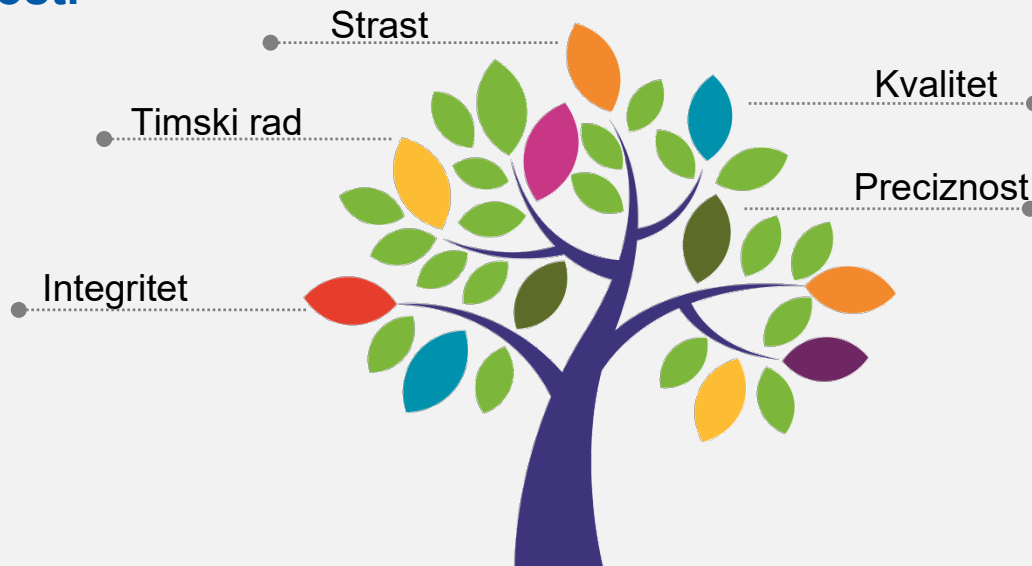 Strast
Kvalitet
Timski rad
Preciznost
Integritet